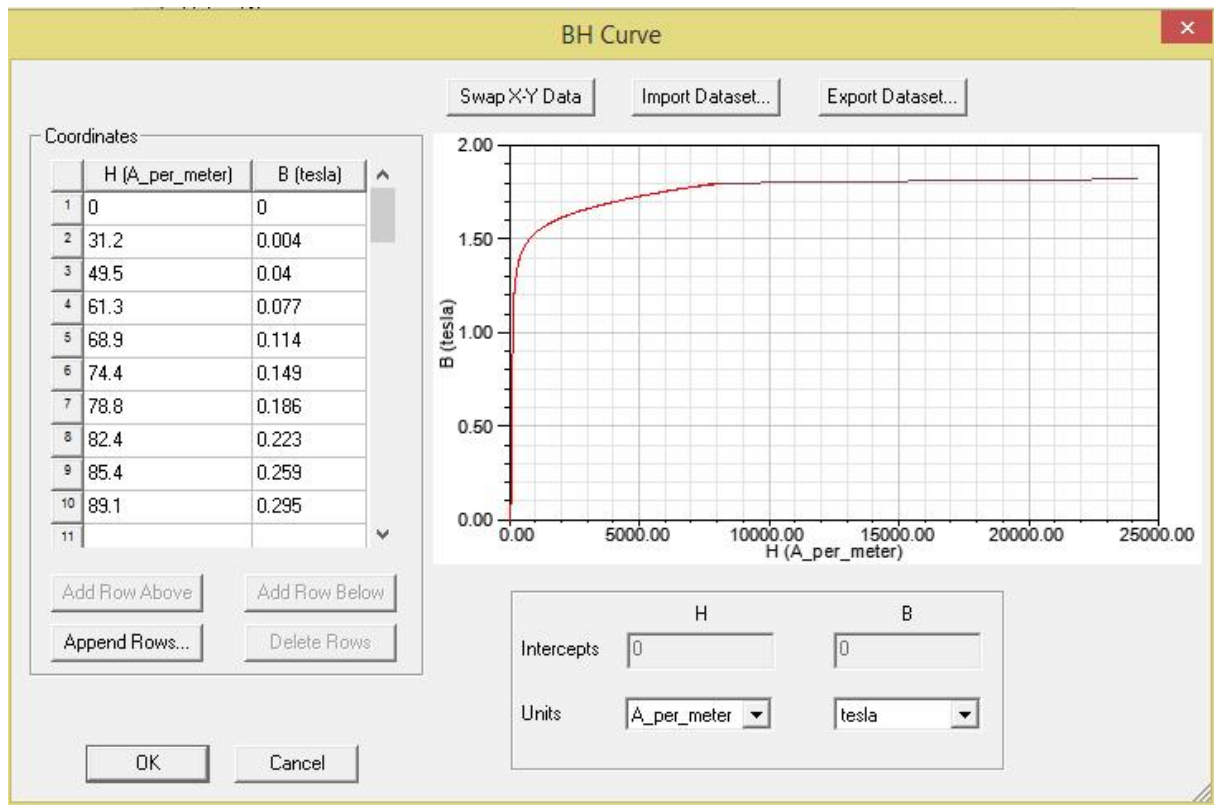 BH Curve
Swap X-Y Data Import Dataset... Export Dataset...
Coordinates
H (A_per_meter) B (tesla)
1 0 0
2 31.2 0.004
3 49.5 0.04
4 61.3 0.077
5 68.9 0.114
6 74.4 0.149
7 78.8 0.186
8 82.4 0.223
9 85.4 0.259
10 89.1 0.295
11
Add Row Above Add Row Below
Append Rows... Delete Rows
OK Cancel
2.00
1.50
1.00
0.50
0.00
B (tesla)
0.00 5000.00 10000.00 15000.00 20000.00 25000.00
H (A_per_meter)
H B
Intercepts 0 0
Units A_per_meter tesla